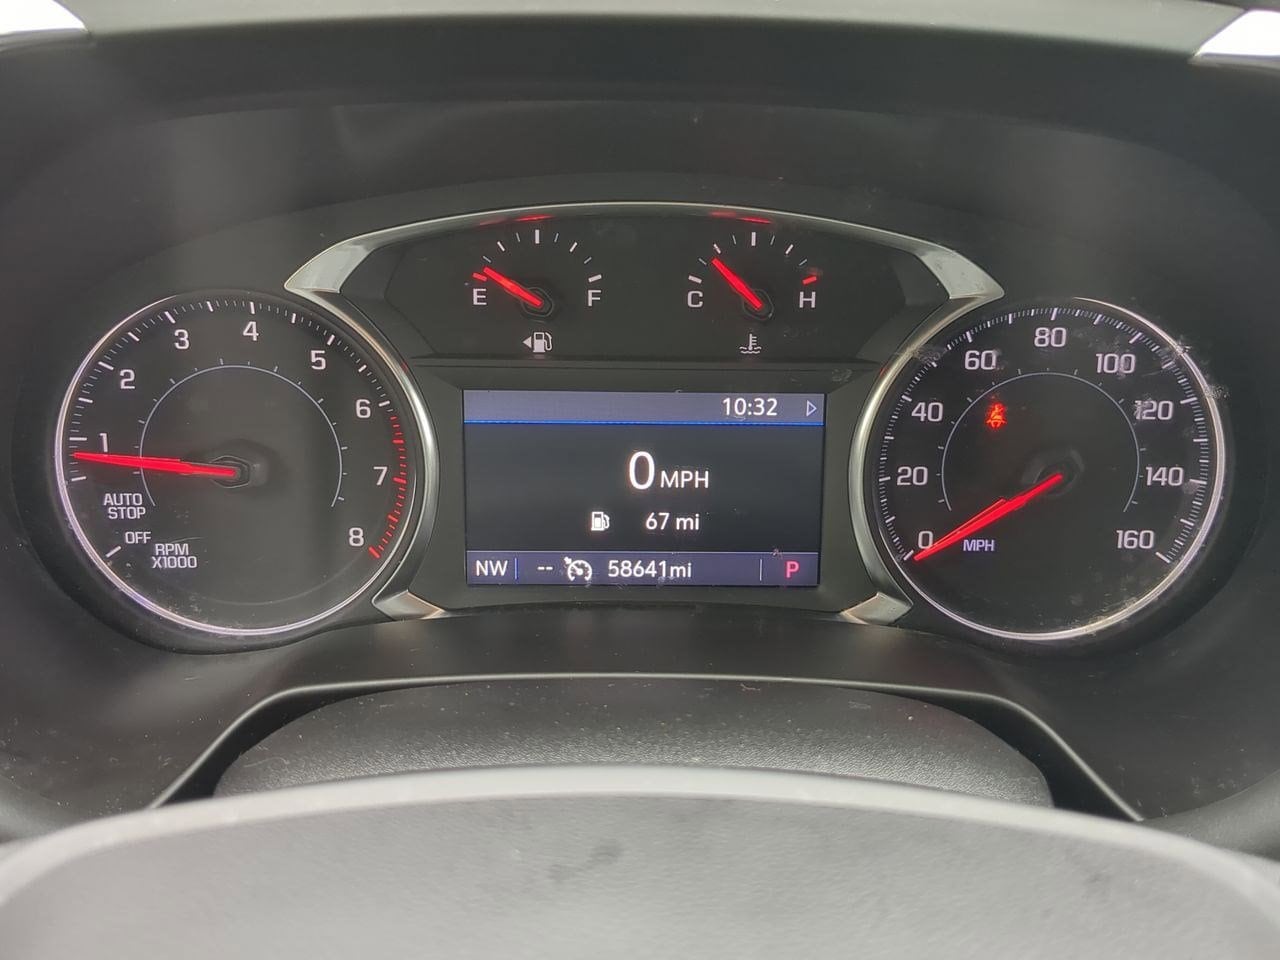 E F
C H
1 2 3 4 5 6 7 8
AUTO
STOP
OFF
RPM
X1000
10:32
0 MPH
67 mi
NW -- 58641mi P
0 20 40 60 80 100 120 140 160
MPH